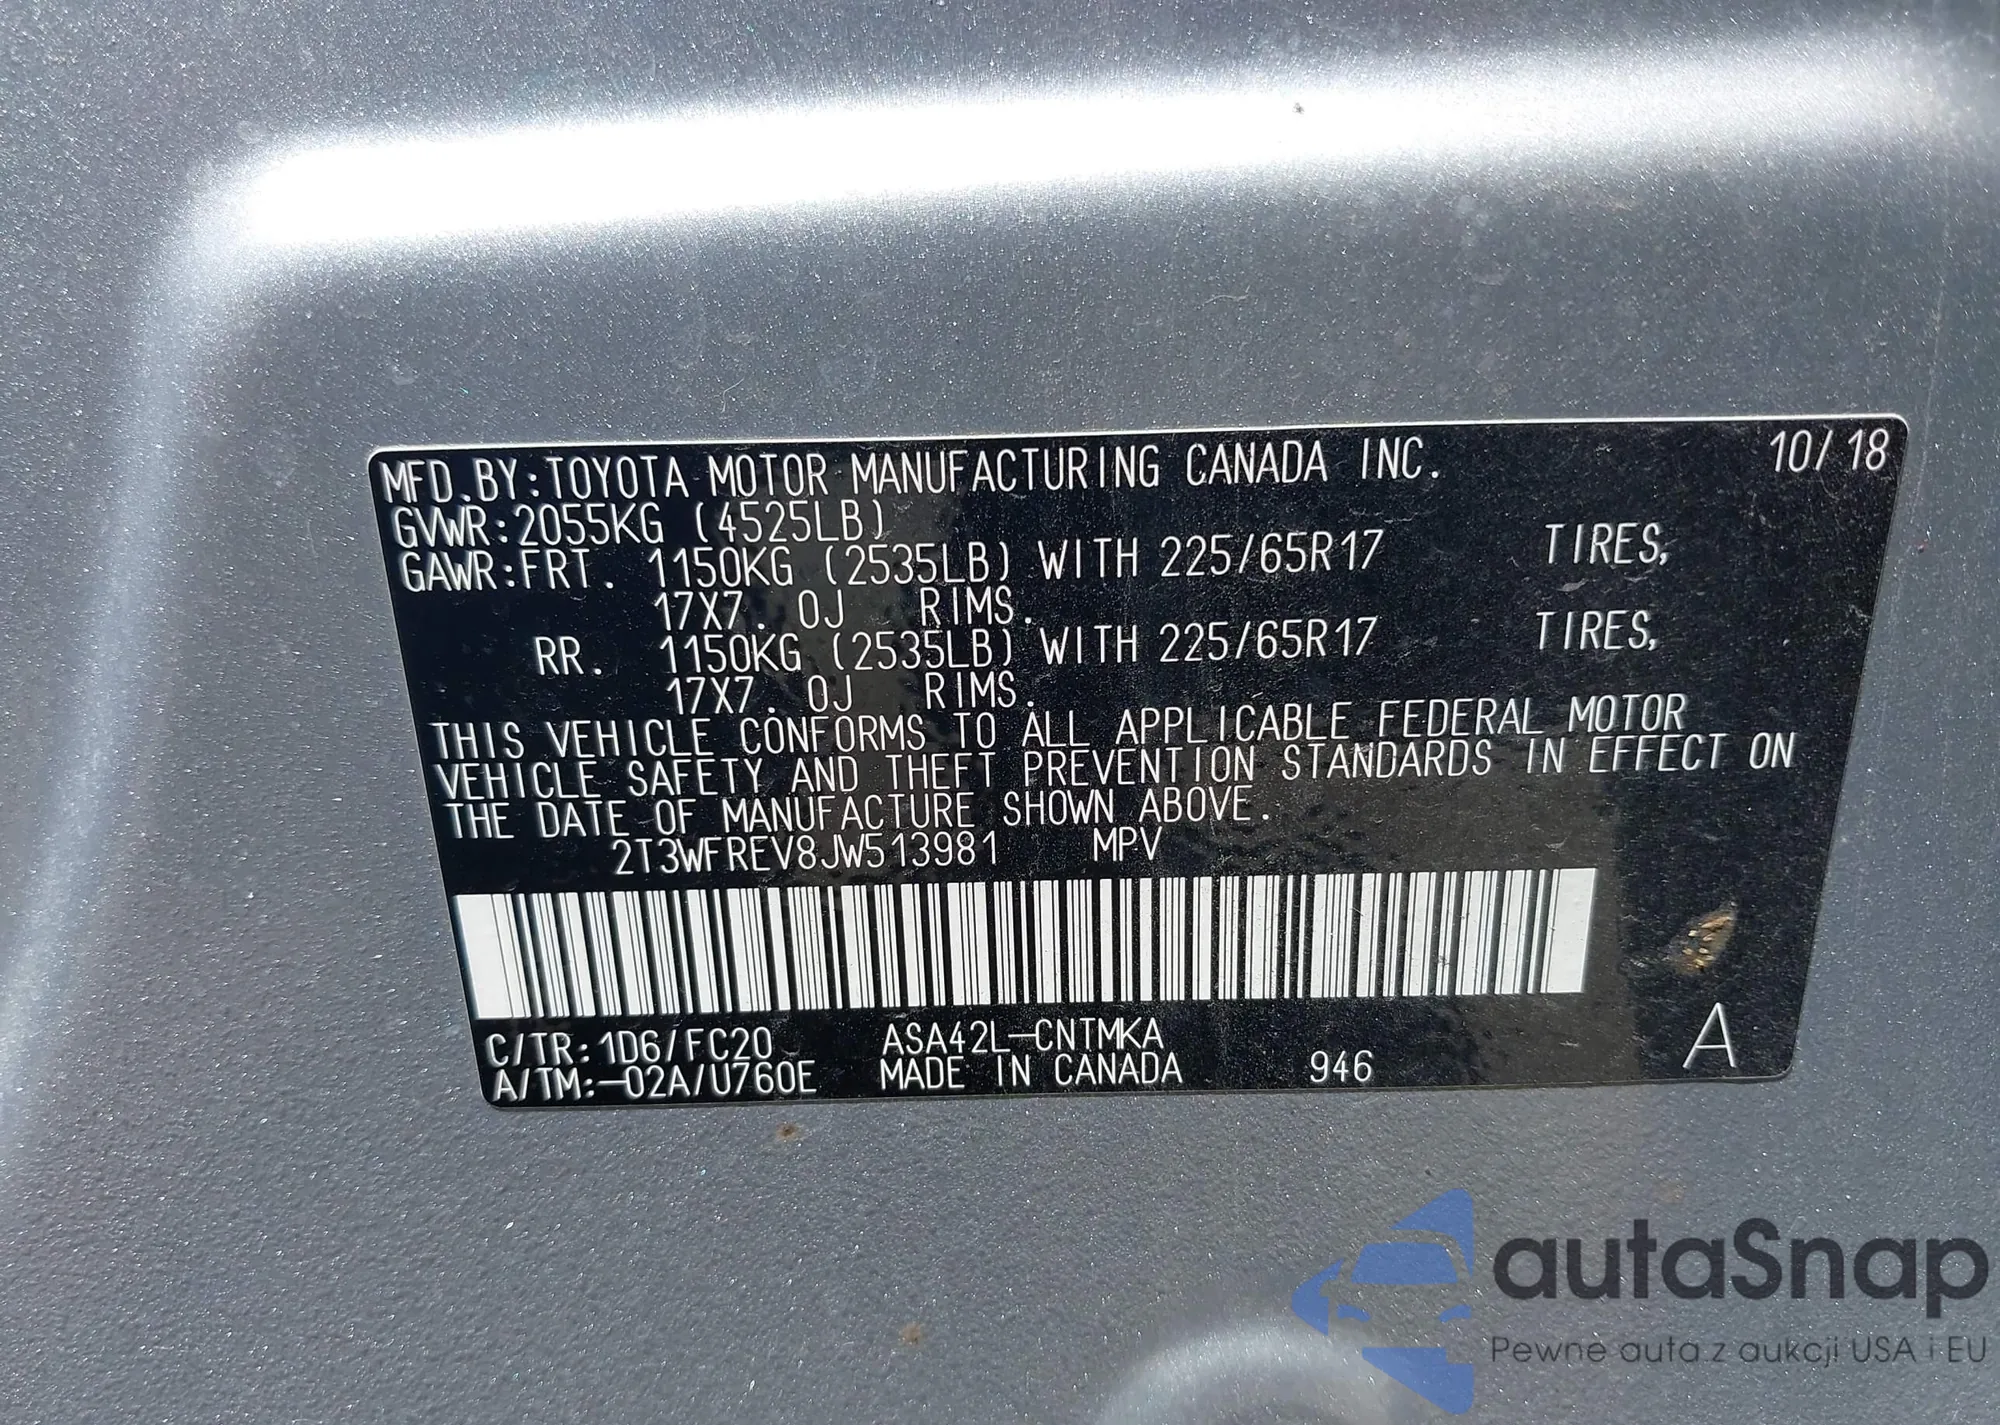 MFD.BY:TOYOTA MOTOR MANUFACTURING CANADA INC. 10/18
GVWR:2055KG (4525LB)
GAWR:FRT. 1150KG (2535LB) WITH 225/65R17 TIRES,
17X7.0J RIMS.
RR. 1150KG (2535LB) WITH 225/65R17 TIRES,
17X7.0J RIMS.
THIS VEHICLE CONFORMS TO ALL APPLICABLE FEDERAL MOTOR
VEHICLE SAFETY AND THEFT PREVENTION STANDARDS IN EFFECT ON
THE DATE OF MANUFACTURE SHOWN ABOVE.
2T3WFREV8JW513981 MPV
C/TR:1D6/FC20 ASA42L-CNTMKA
A/TM:-02A/U760E MADE IN CANADA 946 A
autaSnap
Pewne auta z aukcji USA i EU